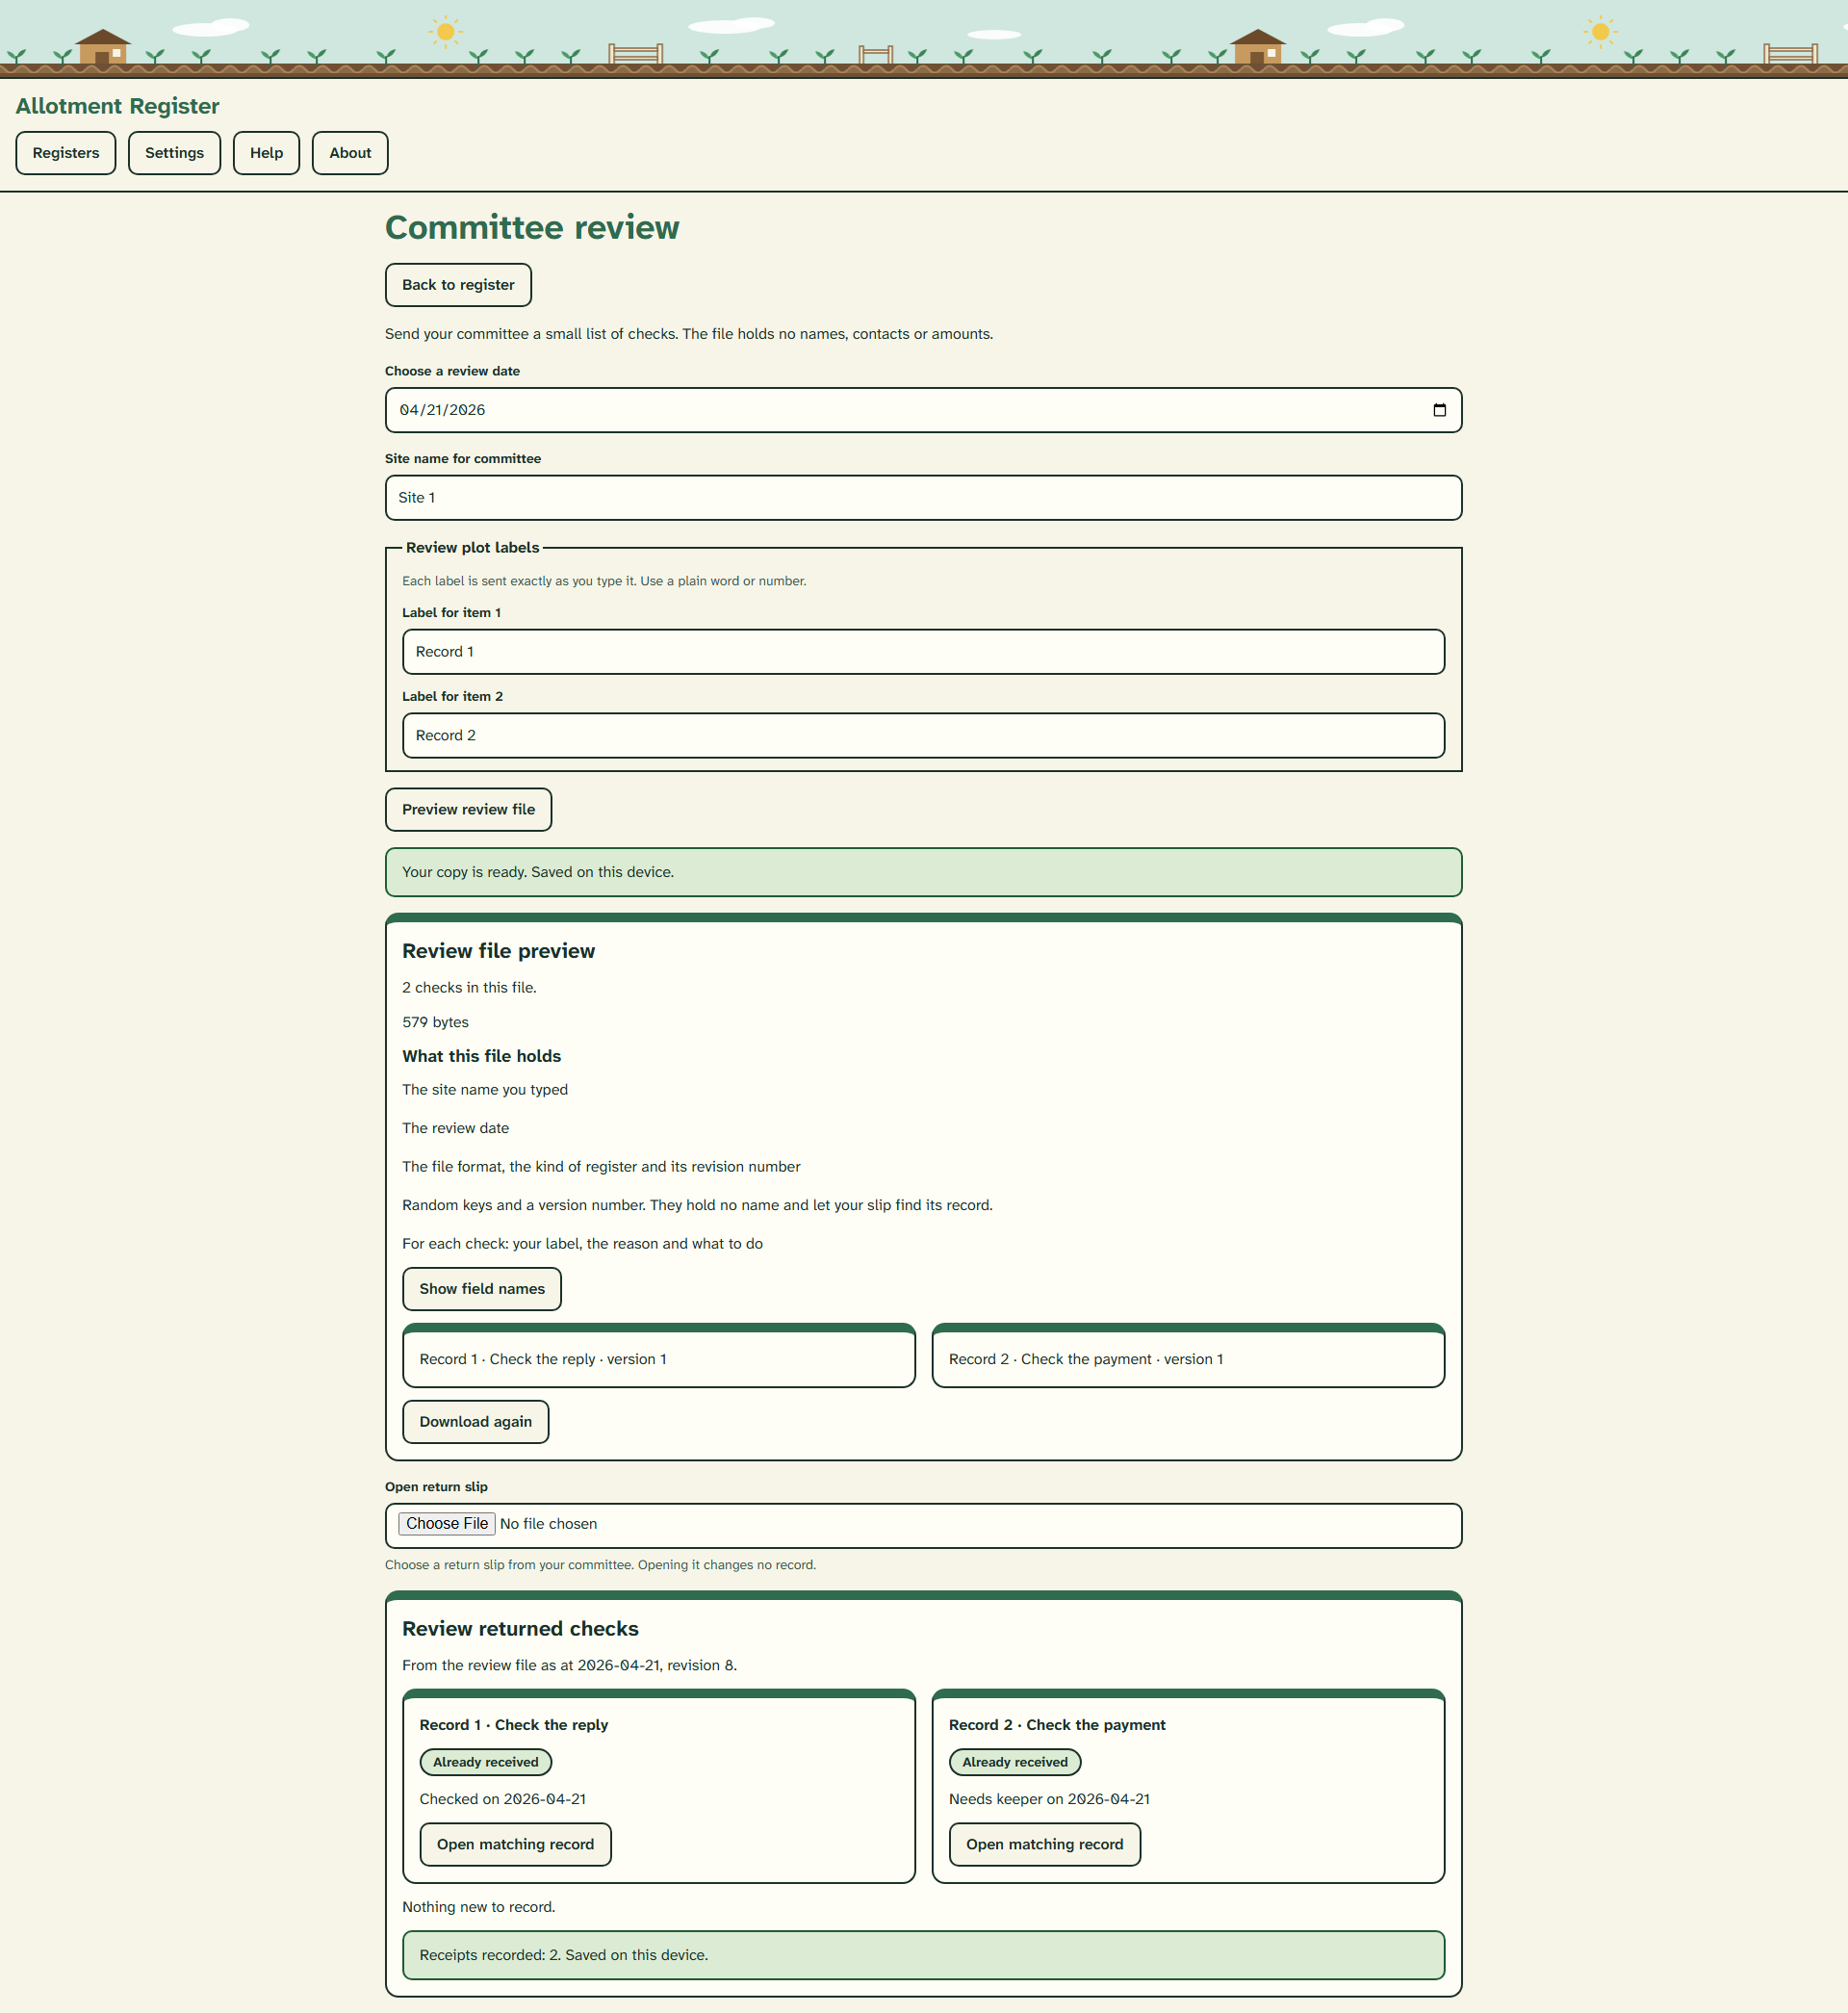 Allotment Register
Registers Settings Help About
Committee review
Back to register
Send your committee a small list of checks. The file holds no names, contacts or amounts.
Choose a review date
04/21/2026
Site name for committee
Site 1
Review plot labels
Each label is sent exactly as you type it. Use a plain word or number.
Label for item 1
Record 1
Label for item 2
Record 2
Preview review file
Your copy is ready. Saved on this device.
Review file preview
2 checks in this file.
579 bytes
What this file holds
The site name you typed
The review date
The file format, the kind of register and its revision number
Random keys and a version number. They hold no name and let your slip find its record.
For each check: your label, the reason and what to do
Show field names
Record 1 · Check the reply · version 1
Record 2 · Check the payment · version 1
Download again
Open return slip
Choose File No file chosen
Choose a return slip from your committee. Opening it changes no record.
Review returned checks
From the review file as at 2026-04-21, revision 8.
Record 1 · Check the reply
Already received
Checked on 2026-04-21
Open matching record
Record 2 · Check the payment
Already received
Needs keeper on 2026-04-21
Open matching record
Nothing new to record.
Receipts recorded: 2. Saved on this device.